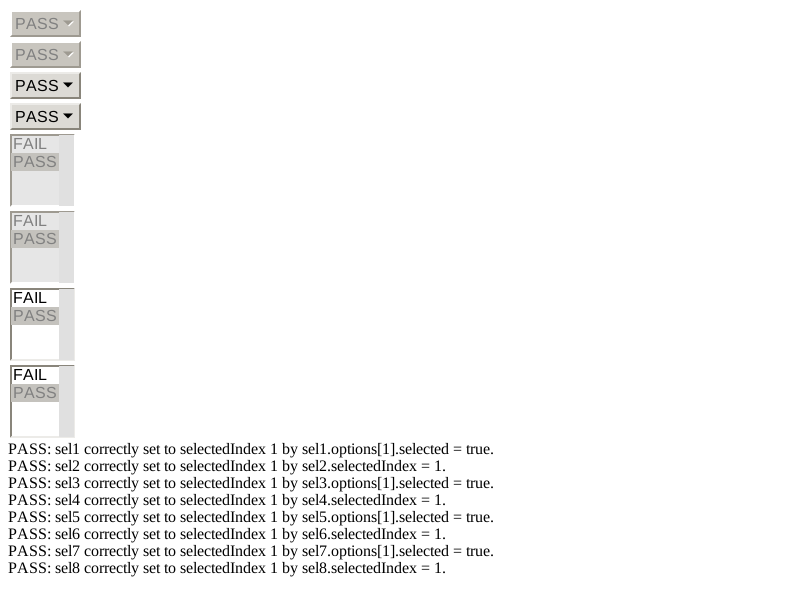 PASS
PASS
PASS
PASS
FAIL
PASS
FAIL
PASS
FAIL
PASS
FAIL
PASS
PASS: sel1 correctly set to selectedIndex 1 by sel1.options[1].selected = true.
PASS: sel2 correctly set to selectedIndex 1 by sel2.selectedIndex = 1.
PASS: sel3 correctly set to selectedIndex 1 by sel3.options[1].selected = true.
PASS: sel4 correctly set to selectedIndex 1 by sel4.selectedIndex = 1.
PASS: sel5 correctly set to selectedIndex 1 by sel5.options[1].selected = true.
PASS: sel6 correctly set to selectedIndex 1 by sel6.selectedIndex = 1.
PASS: sel7 correctly set to selectedIndex 1 by sel7.options[1].selected = true.
PASS: sel8 correctly set to selectedIndex 1 by sel8.selectedIndex = 1.